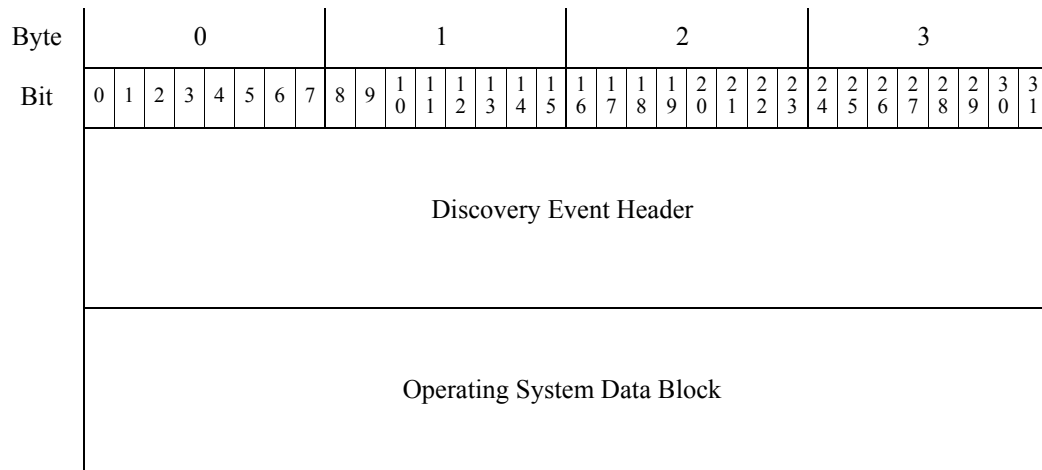 Byte 0 1 2 3
Bit 0 1 2 3 4 5 6 7 8 9 10 11 12 13 14 15 16 17 18 19 20 21 22 23 24 25 26 27 28 29 30 31
Discovery Event Header
Operating System Data Block